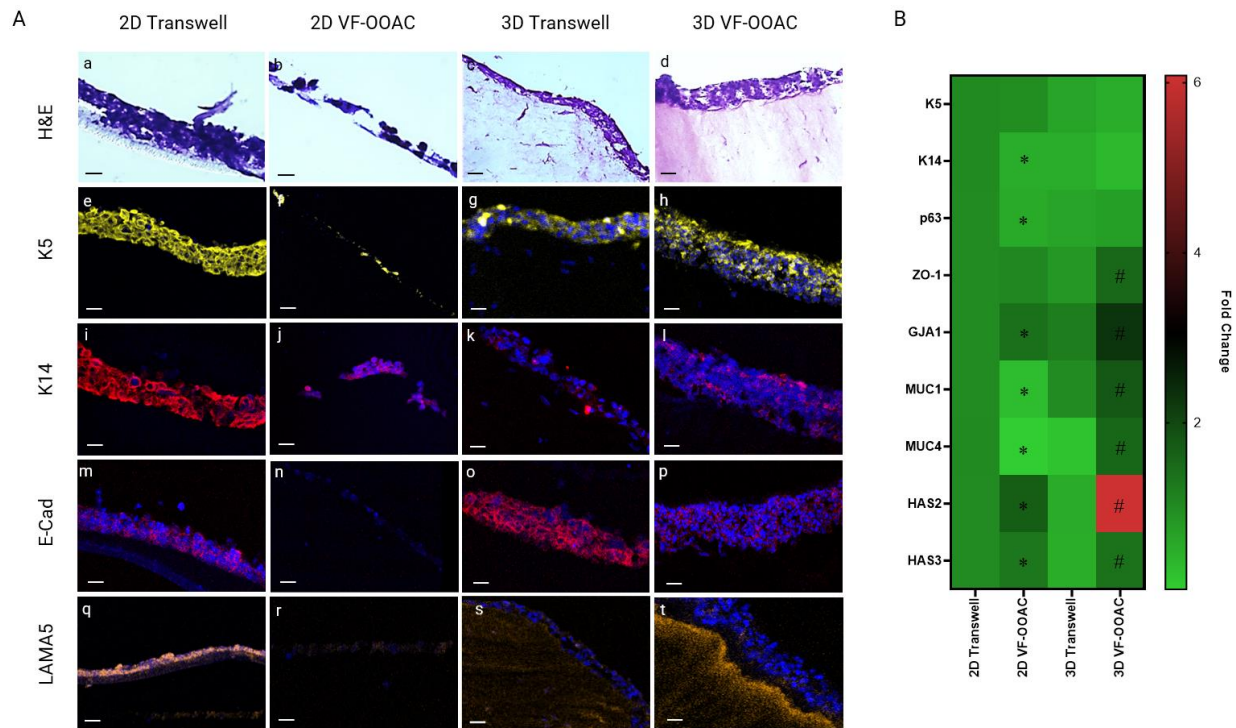 A
2D Transwell 2D VF-OOAC 3D Transwell 3D VF-OOAC
B
H&E
a b c d
K5
e f g h
K14
i j k l
E-Cad
m n o p
LAMA5
q r s t
K5
K14 *
p63 *
ZO-1 #
GJA1 * #
MUC1 * #
MUC4 * #
HAS2 * #
HAS3 * #
2D Transwell
2D VF-OOAC
3D Transwell
3D VF-OOAC
6
4
2
Fold Change